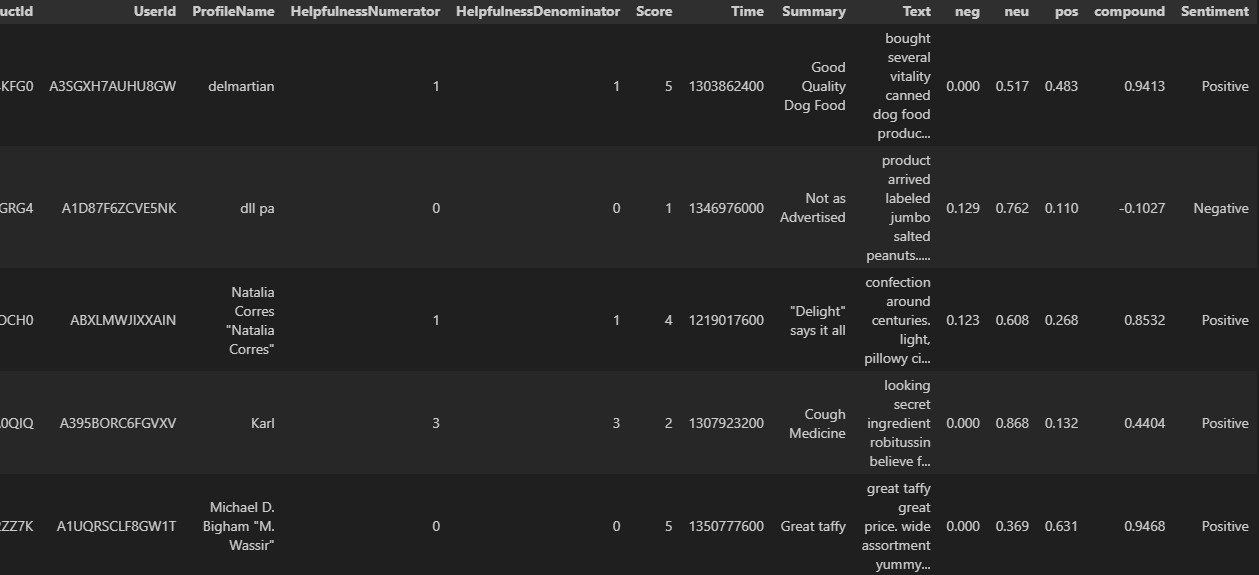 uctId UserId ProfileName HelpfulnessNumerator HelpfulnessDenominator Score Time Summary Text neg neu pos compound Sentiment
bought
several
Good vitality
KFG0 A3SGXH7AUHU8GW delmartian 1 1 5 1303862400 Quality canned 0.000 0.517 0.483 0.9413 Positive
Dog Food dog food
produc...
product
arrived
Not as labeled
GRG4 A1D87F6ZCVE5NK dll pa 0 0 1 1346976000 Advertised jumbo 0.129 0.762 0.110 -0.1027 Negative
salted
peanuts.....
confection
Natalia around
Corres "Delight" centuries.
OCH0 ABXLMWJIXXAIN "Natalia 1 1 4 1219017600 says it all light, 0.123 0.608 0.268 0.8532 Positive
Corres" pillowy ci...
looking
secret
Cough ingredient
0QIQ A395BORC6FGVXV Karl 3 3 2 1307923200 Medicine robitussin 0.000 0.868 0.132 0.4404 Positive
believe f...
great taffy
Michael D. great
Bigham "M. price. wide
ZZ7K A1UQRSCLF8GW1T Wassir" 0 0 5 1350777600 Great taffy assortment 0.000 0.369 0.631 0.9468 Positive
yummy...